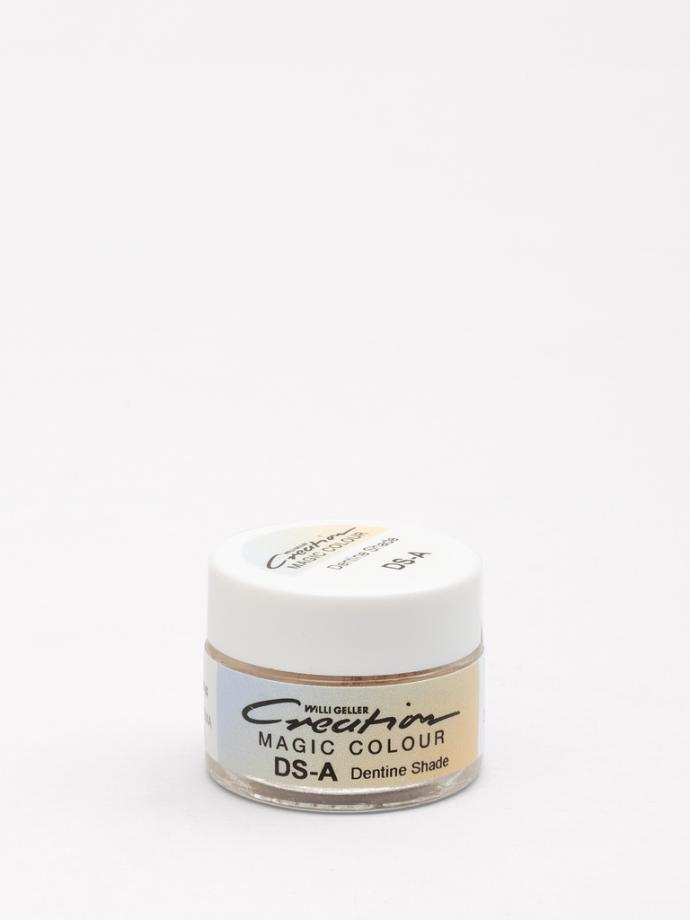 Creation
MAGIC COLOUR
Dentine Shade
DS-A
WILLI GELLER
Creation
MAGIC COLOUR
DS-A Dentine Shade